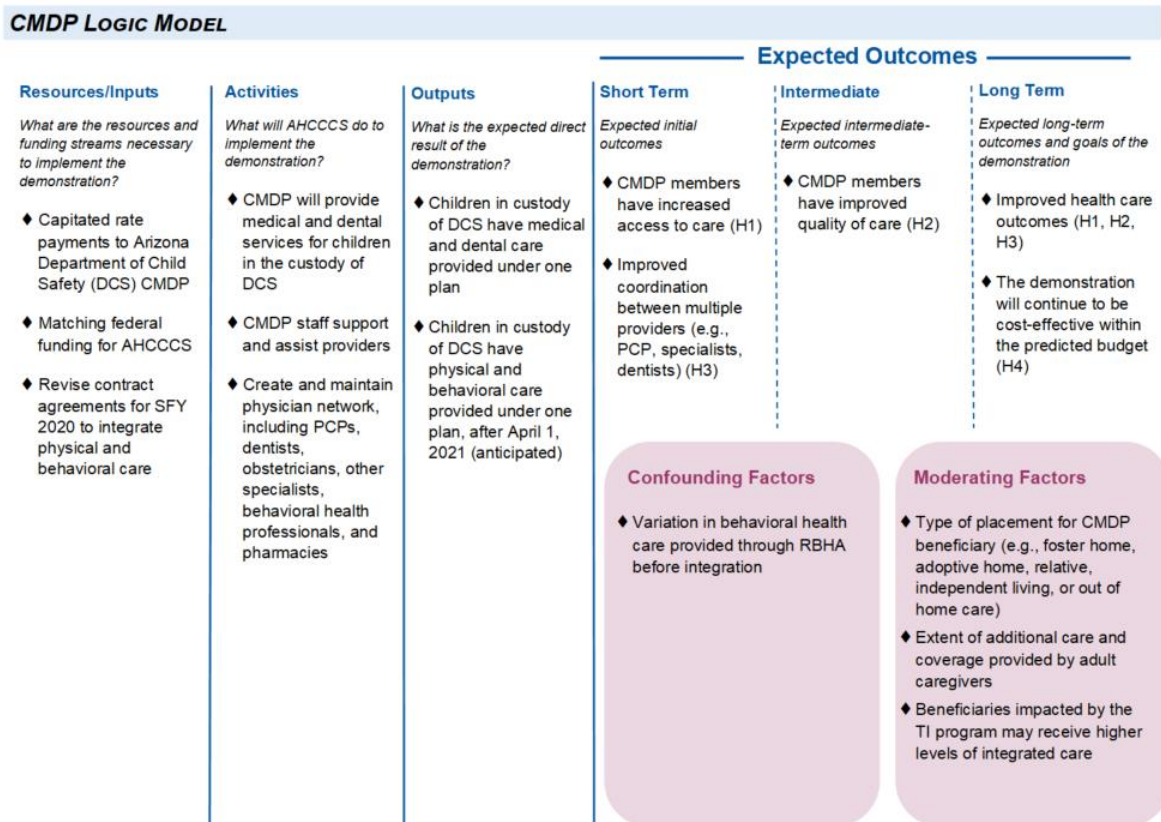 CMDP LOGIC MODEL
Expected Outcomes
Resources/Inputs
What are the resources and
funding streams necessary
to implement the
demonstration?
♦ Capitated rate
payments to Arizona
Department of Child
Safety (DCS) CMDP
♦ Matching federal
funding for AHCCCS
♦ Revise contract
agreements for SFY
2020 to integrate
physical and
behavioral care
Activities
What will AHCCCS do to
implement the
demonstration?
♦ CMDP will provide
medical and dental
services for children
in the custody of
DCS
♦ CMDP staff support
and assist providers
♦ Create and maintain
physician network,
including PCPs,
dentists,
obstetricians, other
specialists,
behavioral health
professionals, and
pharmacies
Outputs
What is the expected direct
result of the
demonstration?
♦ Children in custody
of DCS have medical
and dental care
provided under one
plan
♦ Children in custody
of DCS have
physical and
behavioral care
provided under one
plan, after April 1,
2021 (anticipated)
Short Term
Expected initial
outcomes
♦ CMDP members
have increased
access to care (H1)
♦ Improved
coordination
between multiple
providers (e.g.,
PCP, specialists,
dentists) (H3)
Intermediate
Expected intermediate-
term outcomes
♦ CMDP members
have improved
quality of care (H2)
Long Term
Expected long-term
outcomes and goals of the
demonstration
♦ Improved health care
outcomes (H1, H2,
H3)
♦ The demonstration
will continue to be
cost-effective within
the predicted budget
(H4)
Confounding Factors
♦ Variation in behavioral health
care provided through RBHA
before integration
Moderating Factors
♦ Type of placement for CMDP
beneficiary (e.g., foster home,
adoptive home, relative,
independent living, or out of
home care)
♦ Extent of additional care and
coverage provided by adult
caregivers
♦ Beneficiaries impacted by the
TI program may receive higher
levels of integrated care